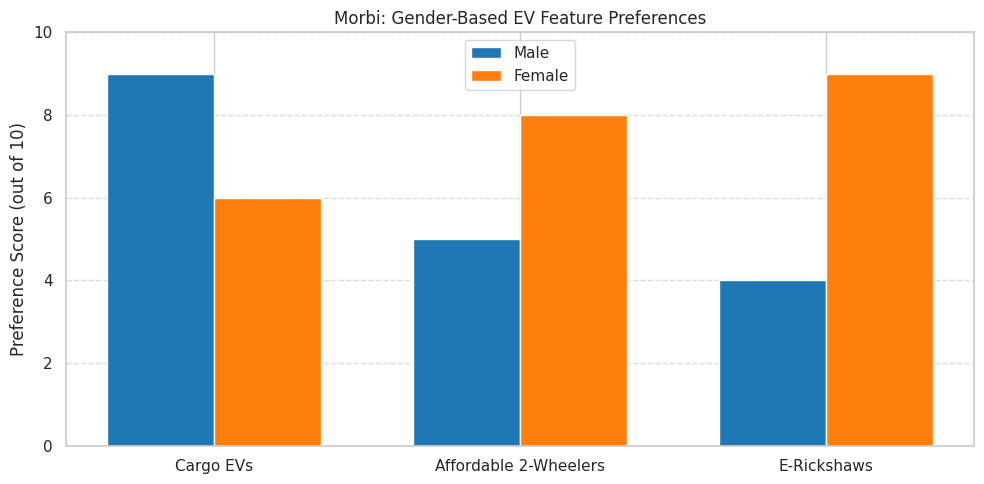 Morbi: Gender-Based EV Feature Preferences
Male
Female
Preference Score (out of 10)
10
8
6
4
2
0
Cargo EVs
Affordable 2-Wheelers
E-Rickshaws